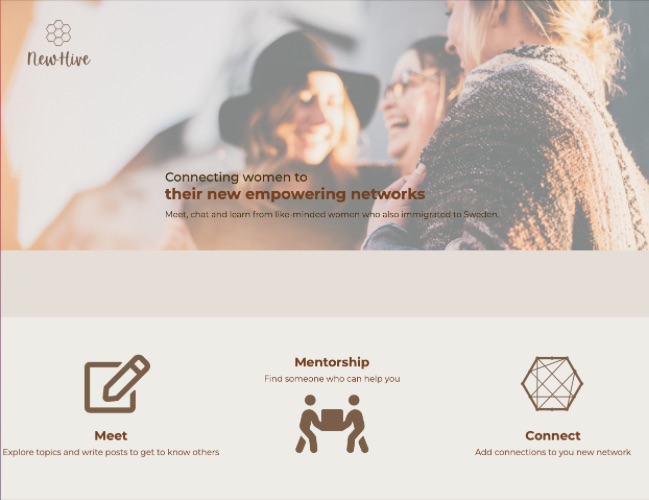 NewHive
Connecting women to
their new empowering networks
Meet, chat and learn from like-minded women who also immigrated to Sweden.
Mentorship
Find someone who can help you
Meet
Explore topics and write posts to get to know others
Connect
Add connections to you new network